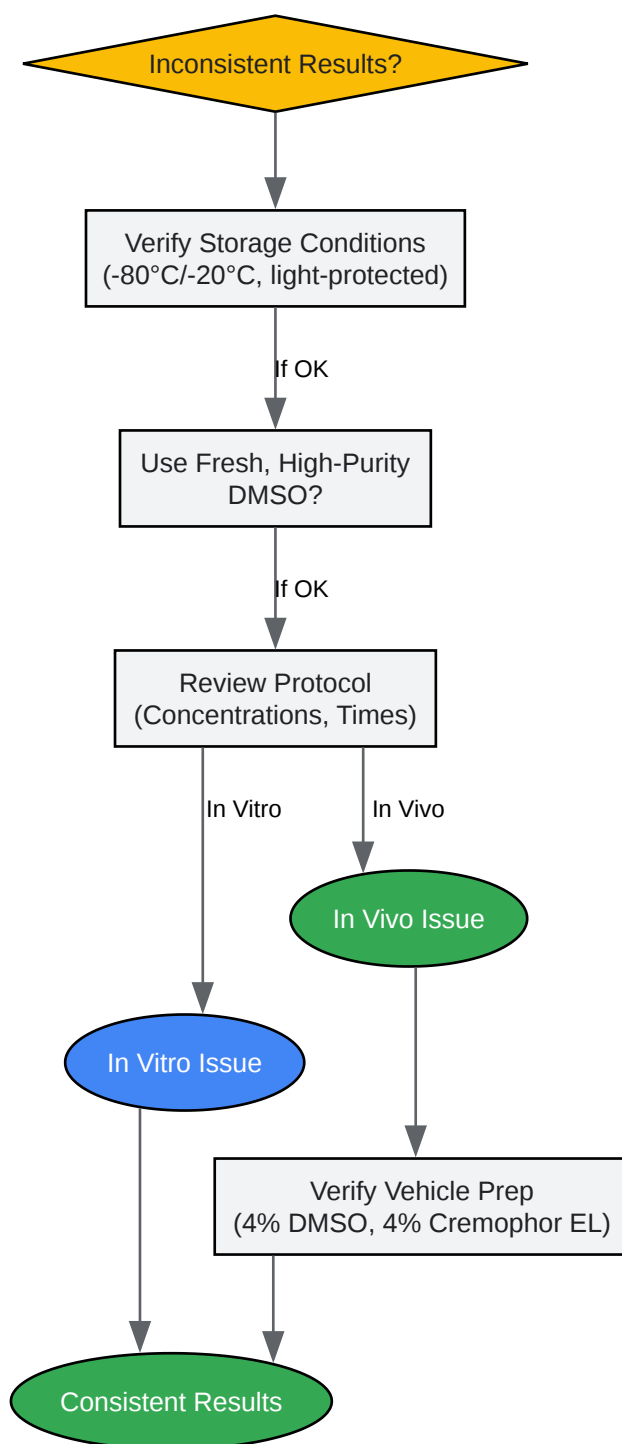 Inconsistent Results?
Verify Storage Conditions
(-80°C/-20°C, light-protected)
If OK
Use Fresh, High-Purity
DMSO?
If OK
Review Protocol
(Concentrations, Times)
In Vitro
In Vivo
In Vivo Issue
In Vitro Issue
Verify Vehicle Prep
(4% DMSO, 4% Cremophor EL)
Consistent Results